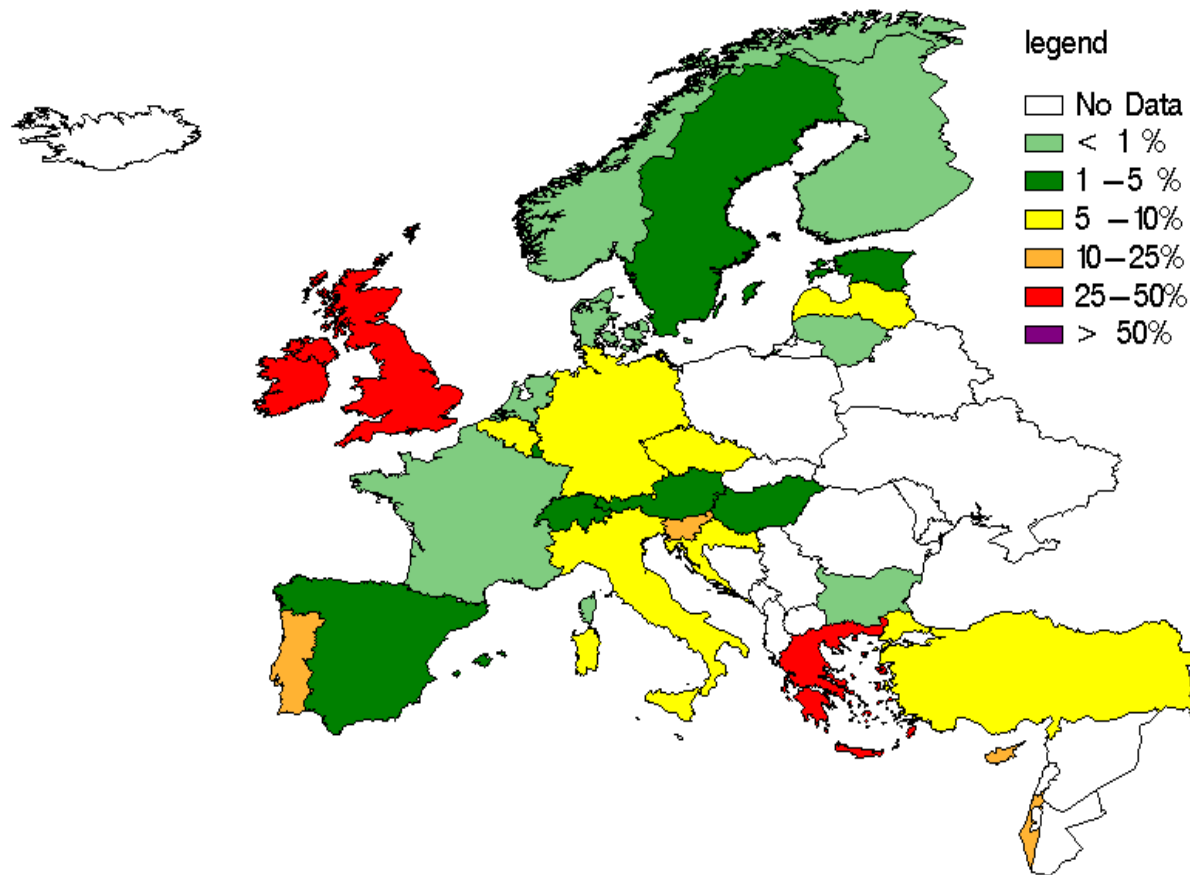 legend
No Data
< 1 %
1 –5 %
5 –10%
10–25%
25–50%
> 50%